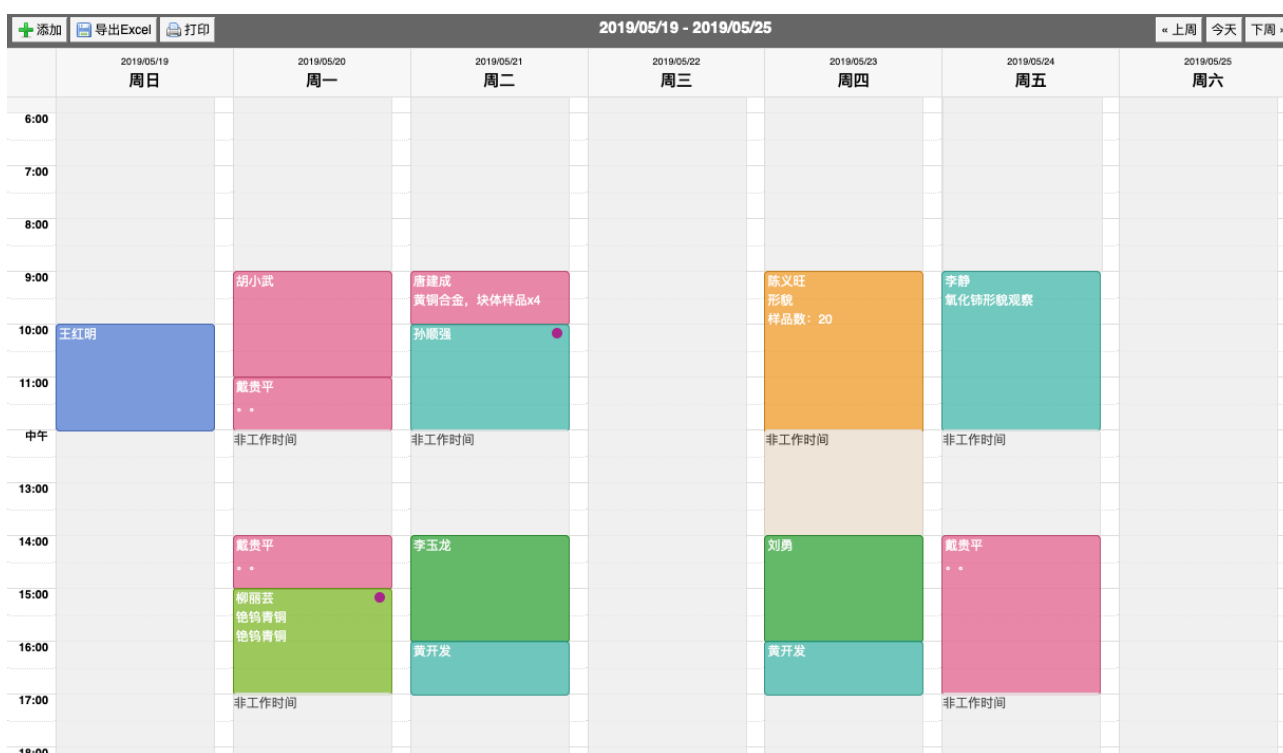 添加 导出Excel 打印 2019/05/19 - 2019/05/25 « 上周 今天 下周 »
2019/05/19 2019/05/20 2019/05/21 2019/05/22 2019/05/23 2019/05/24 2019/05/25
周日 周一 周二 周三 周四 周五 周六
6:00
7:00
8:00
9:00 胡小武 唐建成 陈义旺 李静
黄铜合金，块体样品x4 形貌 氧化铈形貌观察
样品数：20
10:00 王红明 孙顺强
11:00 戴贵平
。。
中午 非工作时间 非工作时间 非工作时间 非工作时间
13:00
14:00 戴贵平 李玉龙 刘勇 戴贵平
。。 。。
15:00 柳丽芸
铯钨青铜
铯钨青铜
16:00 黄开发 黄开发
17:00 非工作时间 非工作时间
18:00